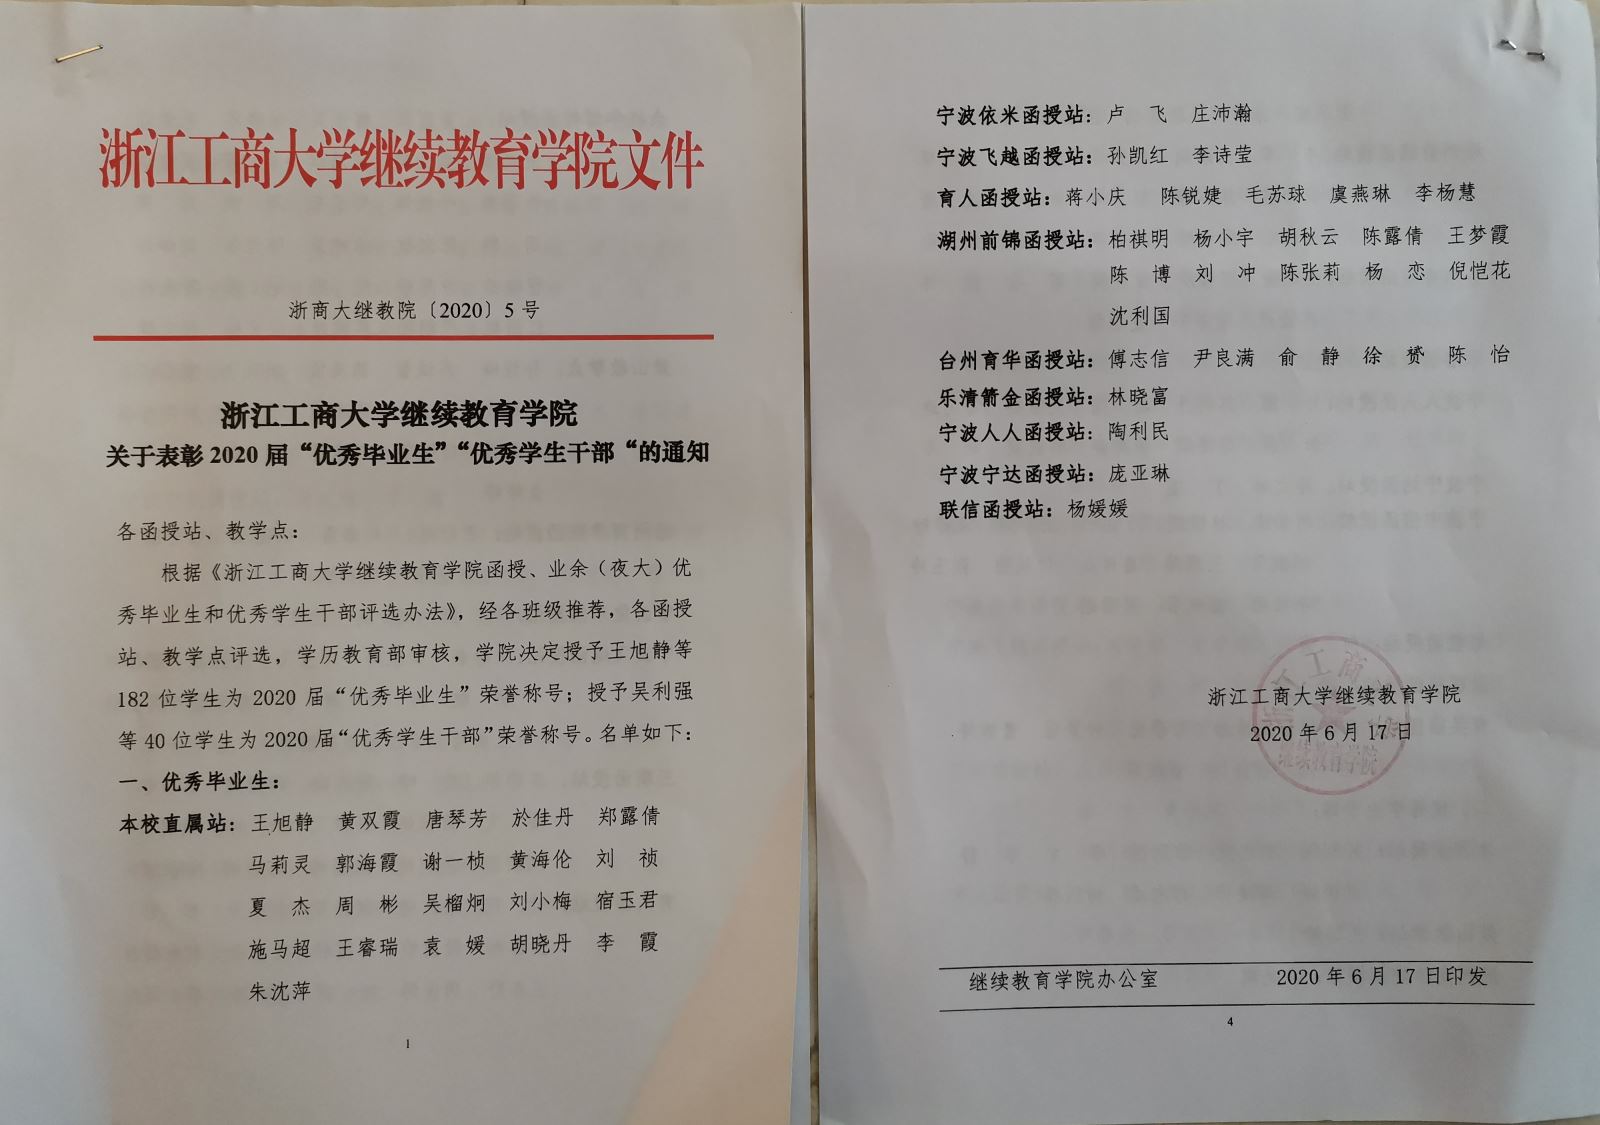 浙江工商大学继续教育学院文件
浙商大继教院〔2020〕5号
浙江工商大学继续教育学院
关于表彰2020届“优秀毕业生”“优秀学生干部“的通知
各函授站、教学点：
根据《浙江工商大学继续教育学院函授、业余（夜大）优
秀毕业生和优秀学生干部评选办法》，经各班级推荐，各函授
站、教学点评选，学历教育部审核，学院决定授予王旭静等
182位学生为2020届“优秀毕业生”荣誉称号；授予吴利强
等40位学生为2020届“优秀学生干部”荣誉称号。名单如下：
一、优秀毕业生：
本校直属站：王旭静 黄双霞 唐琴芳 於佳丹 郑露倩
马莉灵 郭海霞 谢一桢 黄海伦 刘 祯
夏 杰 周 彬 吴榴炯 刘小梅 宿玉君
施马超 王睿瑞 袁 媛 胡晓丹 李 霞
朱沈萍
1
宁波依米函授站：卢 飞 庄沛瀚
宁波飞越函授站：孙凯红 李诗莹
育人函授站：蒋小庆 陈锐婕 毛苏球 虞燕琳 李杨慧
湖州前锦函授站：柏祺明 杨小宇 胡秋云 陈露倩 王梦霞
陈 博 刘 冲 陈张莉 杨 恋 倪恺花
沈利国
台州育华函授站：傅志信 尹良满 俞 静 徐 赟 陈 怡
乐清箭金函授站：林晓富
宁波人人函授站：陶利民
宁波宁达函授站：庞亚琳
联信函授站：杨媛媛
浙江工商大学继续教育学院
2020年6月17日
继续教育学院
继续教育学院办公室 2020年6月17日印发
4